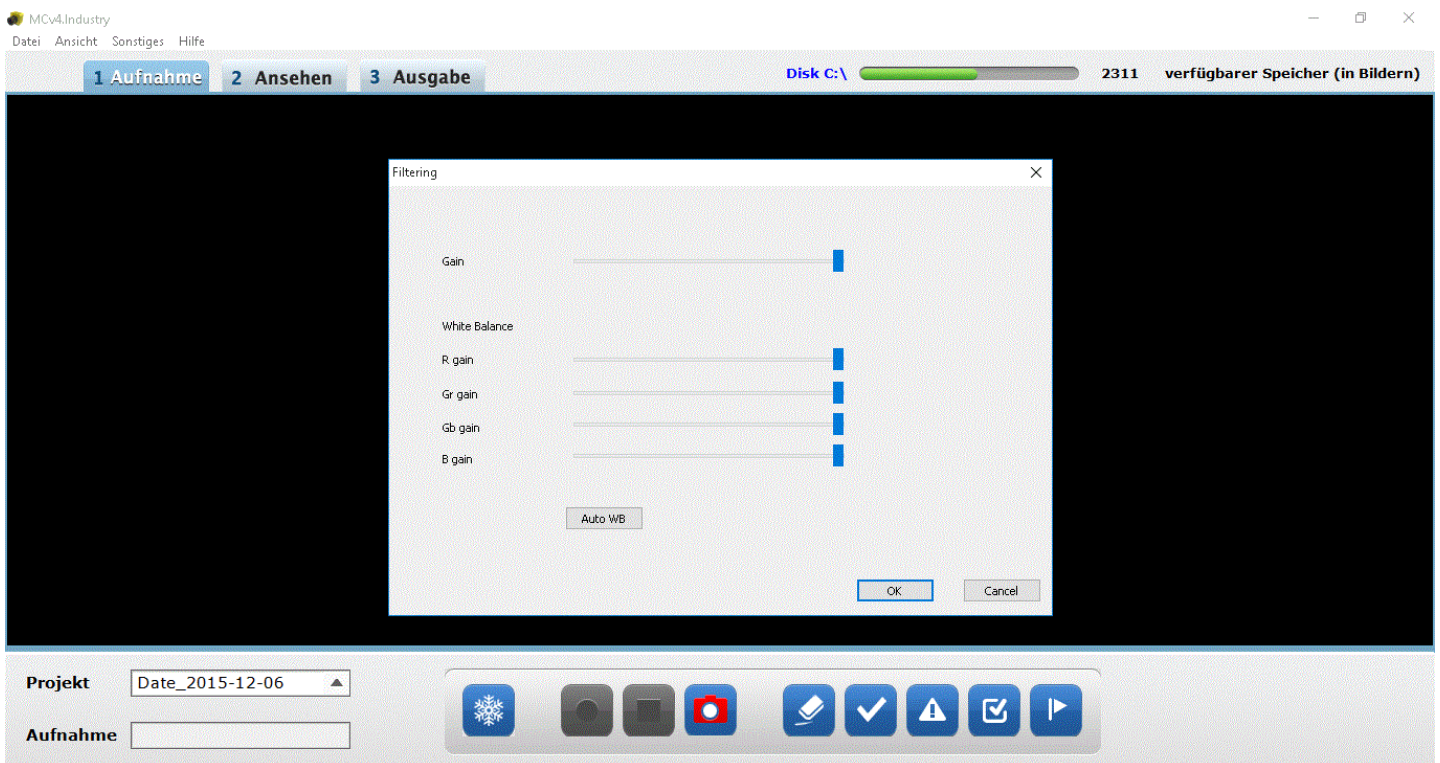 MCv4.Industry
Datei Ansicht Sonstiges Hilfe
1 Aufnahme 2 Ansehen 3 Ausgabe Disk C:\ 2311 verfügbarer Speicher (in Bildern)
Filtering
Gain
White Balance
R gain
Gr gain
Gb gain
B gain
Auto WB
OK Cancel
Projekt Date_2015-12-06
Aufnahme